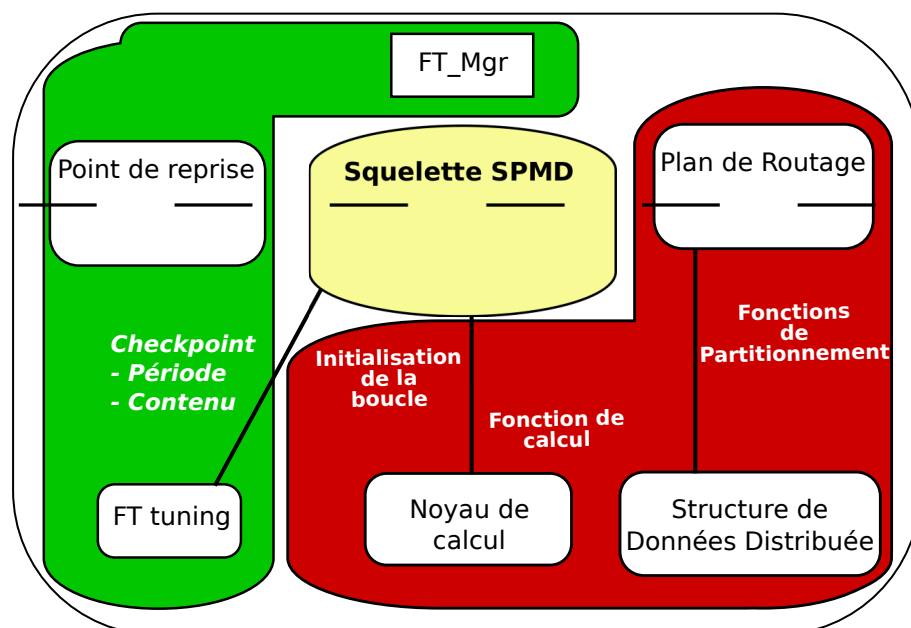 FT_Mgr
Point de reprise
Squelette SPMD
Plan de Routage
Checkpoint
- Période
- Contenu
Initialisation
de la
boucle
Fonction de
calcul
Fonctions
de
Partitionnement
FT tuning
Noyau de
calcul
Structure de
Données Distribuée